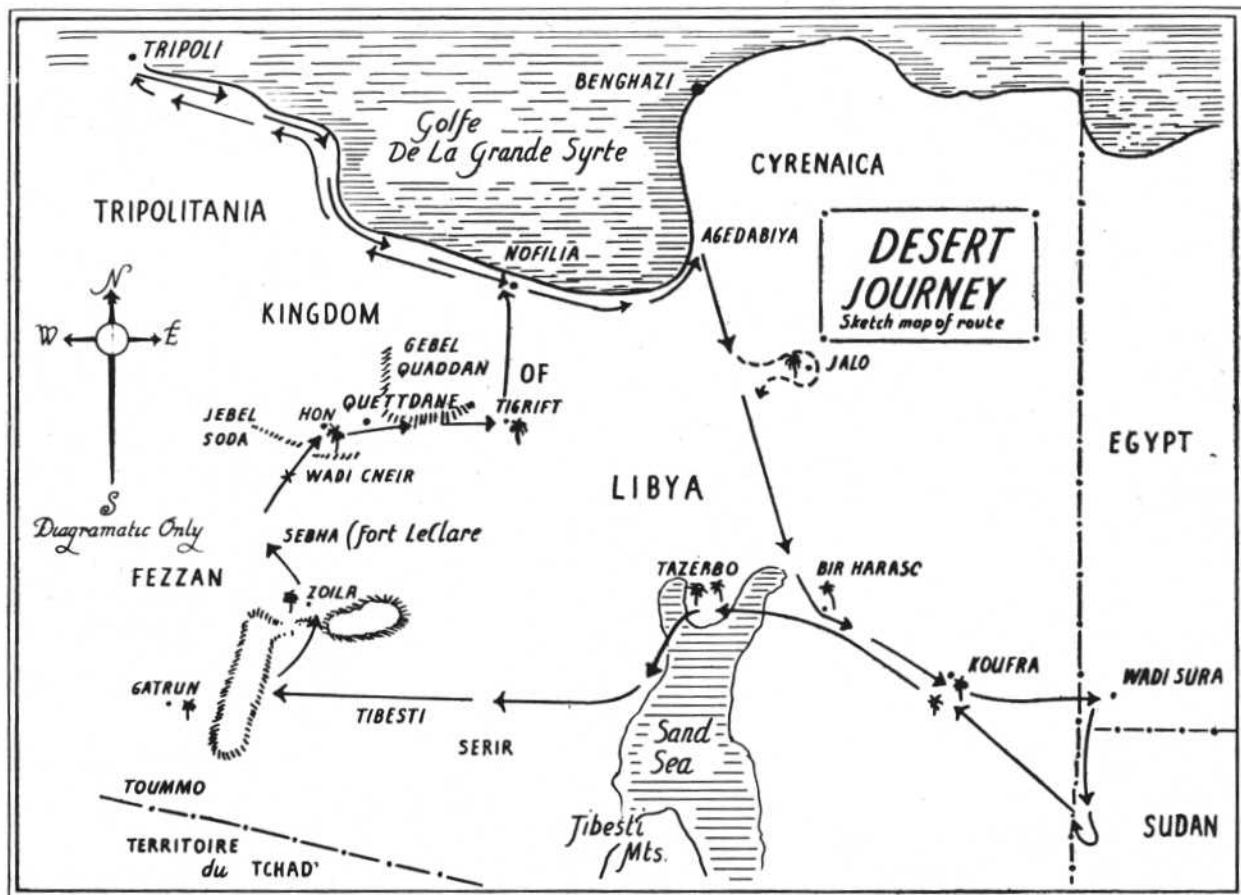 TRIPOLI
BENGHAZI
Golfe
De La Grande Syrte
CYRENAICA
TRIPOLITANIA
NOFILIA
AGEDABIYA
DESERT
JOURNEY
Sketch map of route
N
W
E
S
Diagramatic Only
KINGDOM
GEBEL
QUADDAN
OF
JALO
QUETTDANE
HON
TIGRIFT
JEBEL
SODA
WADI CNEIR
LIBYA
EGYPT
SEBHA (Fort LeClare
FEZZAN
ZOILA
TAZERBO
BIR HARASC
KOUFRA
WADI SURA
GATRUN
TIBESTI
SERIR
Sand
Sea
TOUMMO
Tibesti
Mts.
SUDAN
TERRITOIRE
du TCHAD'